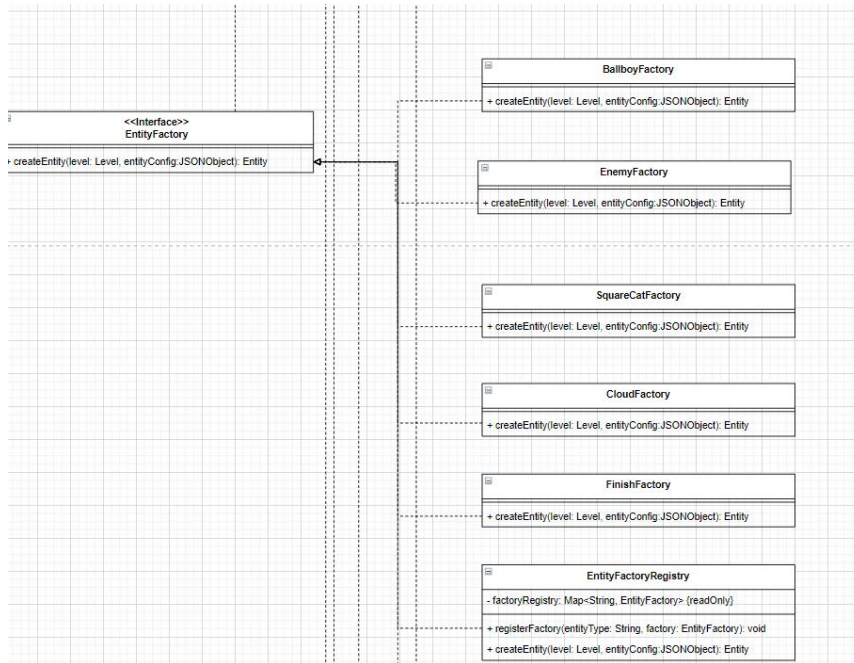 <<Interface>>
EntityFactory
+ createEntity(level: Level, entityConfig:JSONObject): Entity
BallboyFactory
+ createEntity(level: Level, entityConfig:JSONObject): Entity
EnemyFactory
+ createEntity(level: Level, entityConfig:JSONObject): Entity
SquareCatFactory
+ createEntity(level: Level, entityConfig:JSONObject): Entity
CloudFactory
+ createEntity(level: Level, entityConfig:JSONObject): Entity
FinishFactory
+ createEntity(level: Level, entityConfig:JSONObject): Entity
EntityFactoryRegistry
- factoryRegistry: Map<String, EntityFactory> {readOnly}
+ registerFactory(entityType: String, factory: EntityFactory): void
+ createEntity(level: Level, entityConfig:JSONObject): Entity